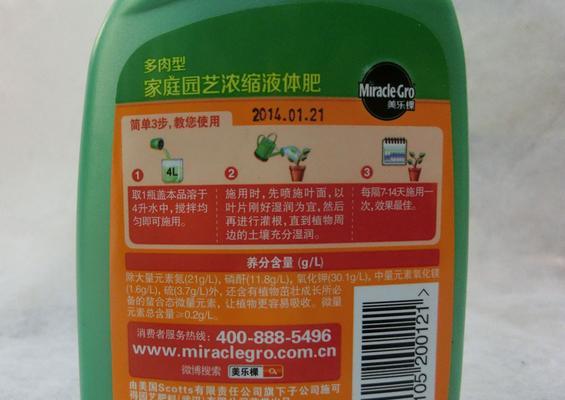 多肉型
家庭园艺浓缩液体肥
Miracle-Gro
美乐棵
2014.01.21
简单3步,教您使用
1
4L
取1瓶盖本品溶于
4升水中,搅拌均
匀即可施用。
2
施用时,先喷施叶面,以
叶片刚好湿润为宜,然后
再进行灌根,直到植物周
边的土壤充分湿润。
3
每隔7-14天施用一
次,效果最佳。
养分含量 (g/L)
除大量元素氮(21g/L), 磷酐(11.8g/L), 氧化钾(30.1g/L), 中量元素氧化镁
(1.6g/L), 硫(3.7g/L)外, 还含有植物茁壮成长所必
备的螯合态微量元素, 让植物更容易吸收。微量
元素总含量≥0.2g/L。
消费者服务热线: 400-888-5496
www.miraclegro.com.cn
微博搜索 美乐棵
由美国Scotts有限责任公司旗下子公司施可
105200121>